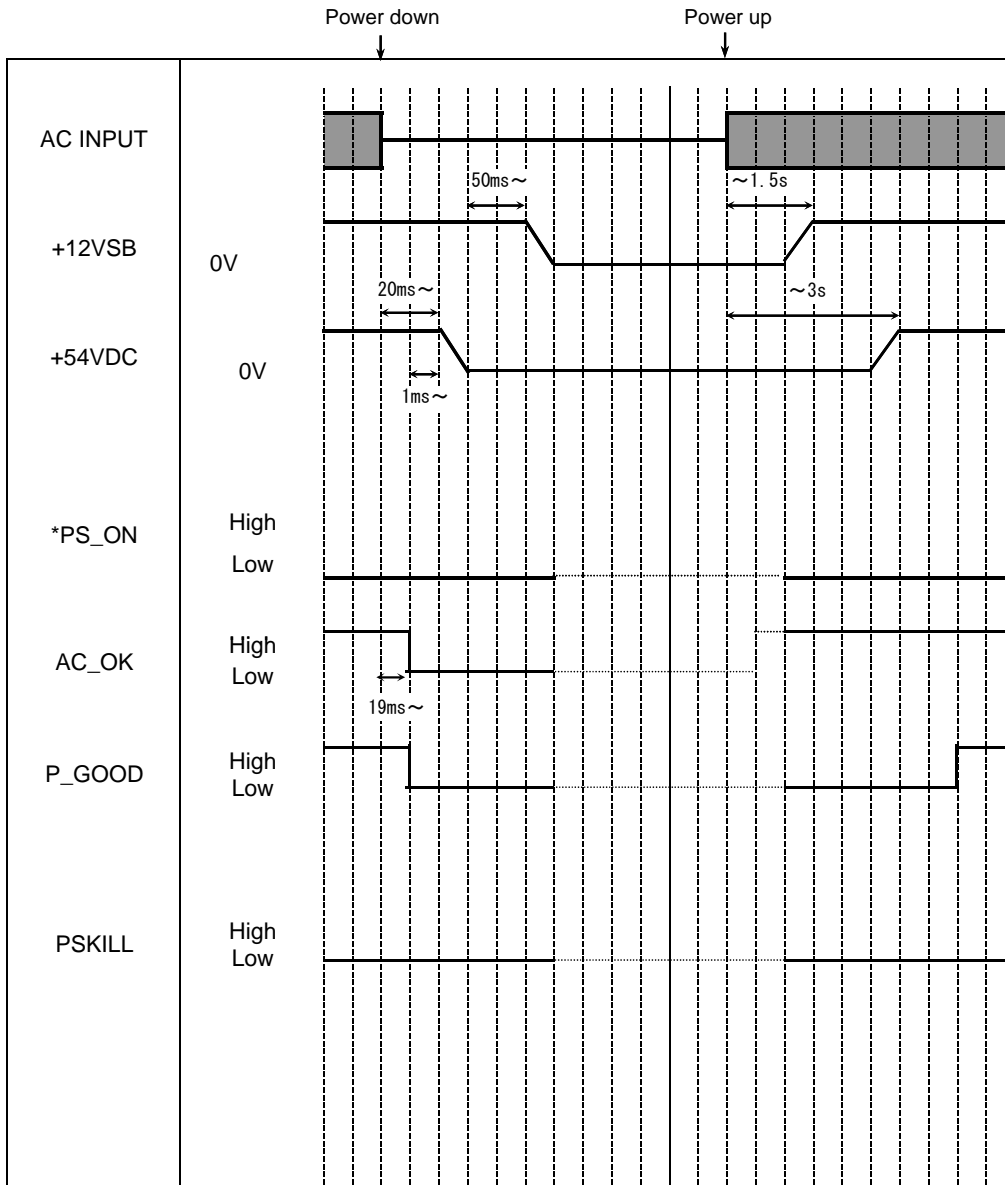 Power down
Power up
AC INPUT
50ms～
～1.5s
+12VSB
0V
20ms～
～3s
+54VDC
0V
1ms～
*PS_ON
High
Low
AC_OK
High
Low
19ms～
P_GOOD
High
Low
PSKILL
High
Low